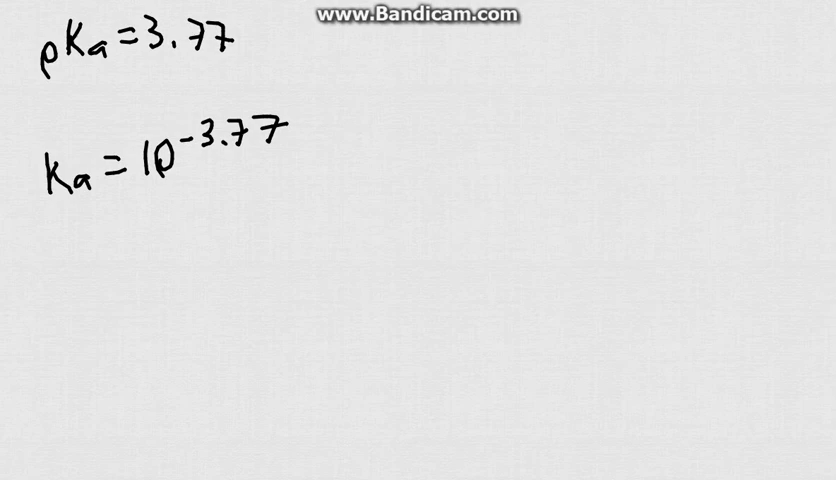 www.Bandicam.com
pKa = 3.77
Ka = 10^-3.77